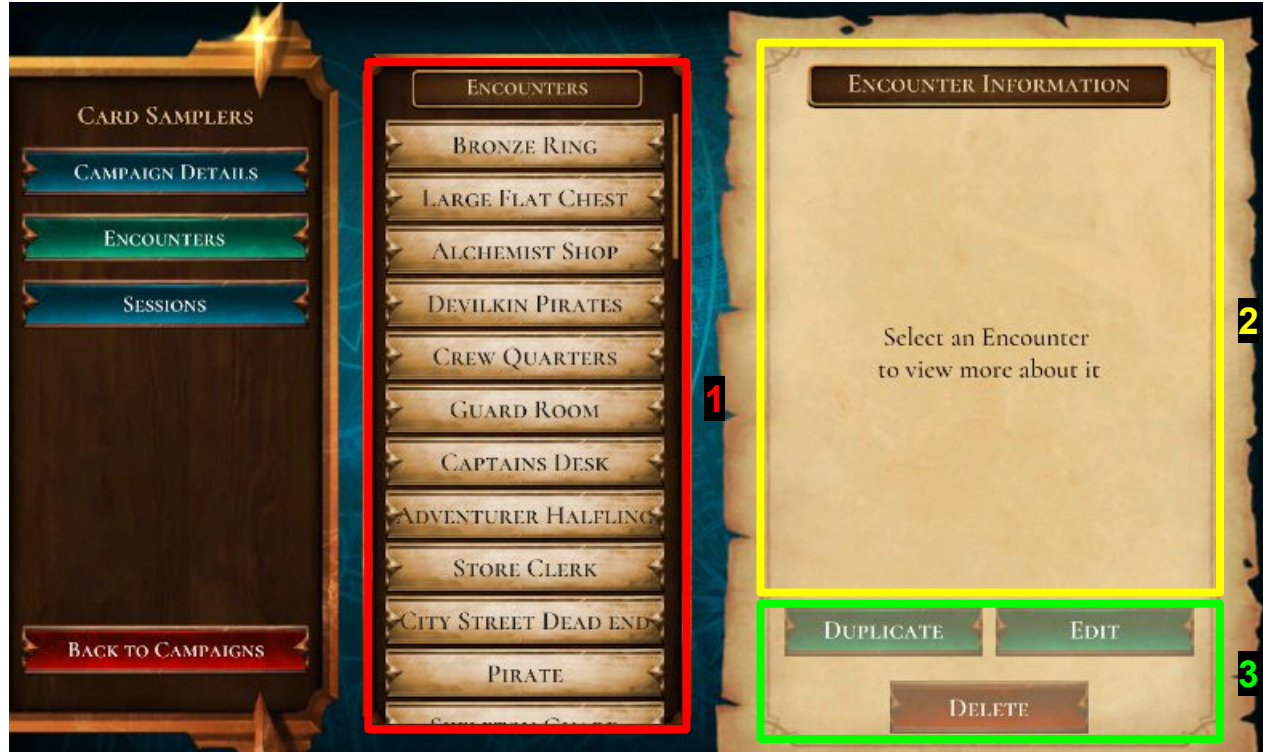 Card Samplers
Campaign Details
Encounters
Sessions
Back to Campaigns
Encounters
Bronze Ring
Large Flat Chest
Alchemist Shop
Devilkin Pirates
Crew Quarters
Guard Room
Captains Desk
Adventurer Halfling
Store Clerk
City Street Dead end
Pirate
1
Encounter Information
Select an Encounter
to view more about it
2
Duplicate
Edit
Delete
3